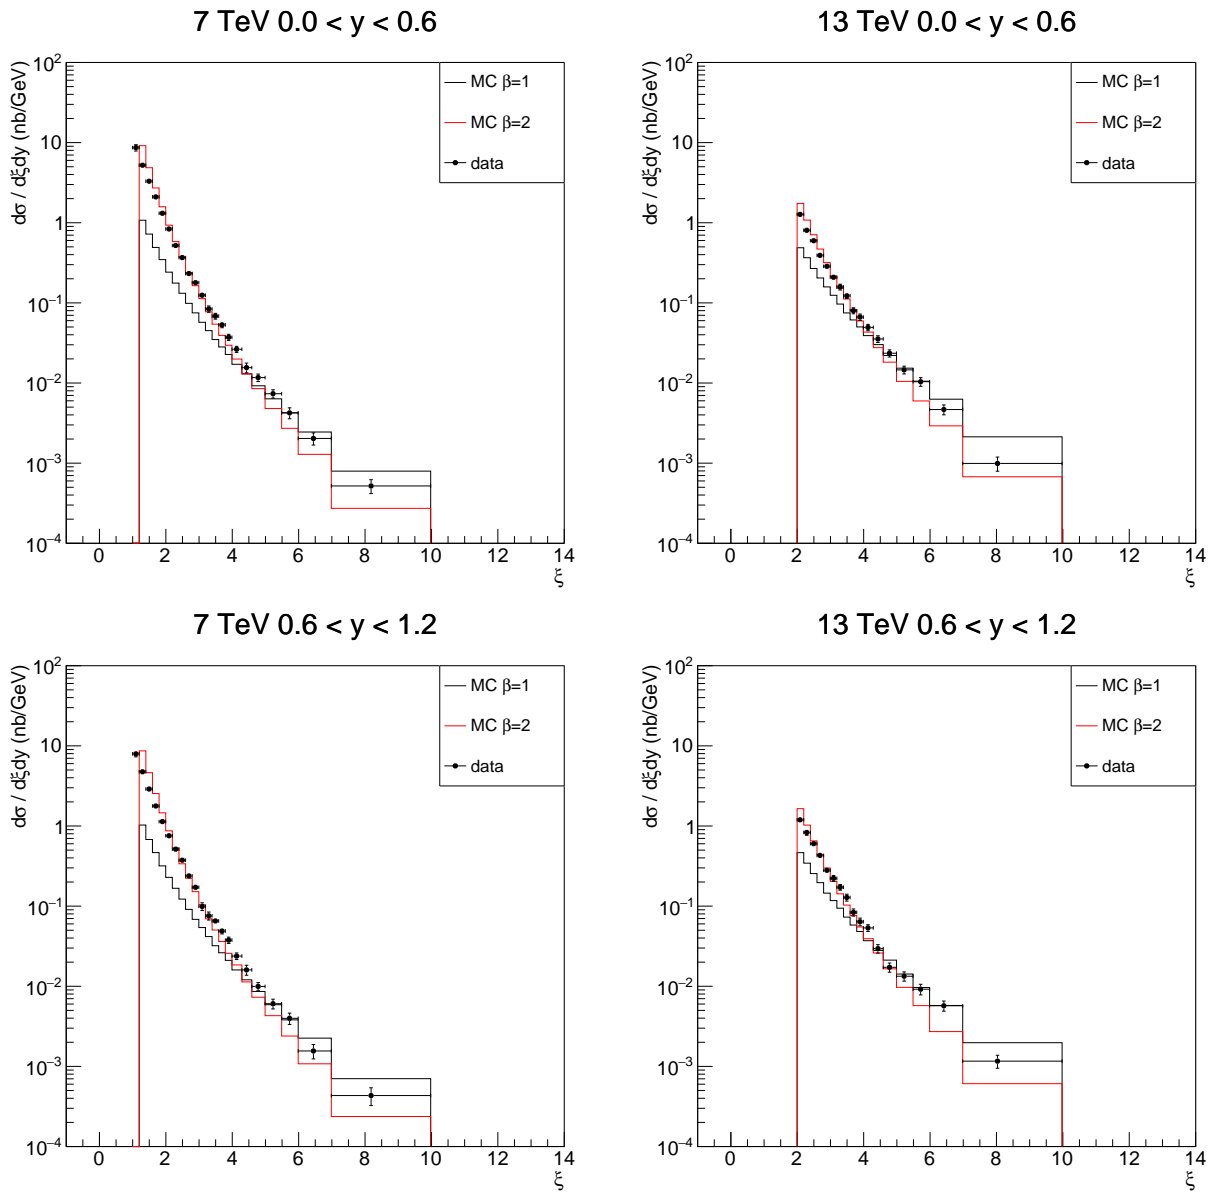 7 TeV 0.0 < y < 0.6
dσ / dξdy (nb/GeV)
10²
10
1
10⁻¹
10⁻²
10⁻³
10⁻⁴
MC β=1
MC β=2
data
0 2 4 6 8 10 12 14
ξ
13 TeV 0.0 < y < 0.6
dσ / dξdy (nb/GeV)
10²
10
1
10⁻¹
10⁻²
10⁻³
10⁻⁴
MC β=1
MC β=2
data
0 2 4 6 8 10 12 14
ξ
7 TeV 0.6 < y < 1.2
dσ / dξdy (nb/GeV)
10²
10
1
10⁻¹
10⁻²
10⁻³
10⁻⁴
MC β=1
MC β=2
data
0 2 4 6 8 10 12 14
ξ
13 TeV 0.6 < y < 1.2
dσ / dξdy (nb/GeV)
10²
10
1
10⁻¹
10⁻²
10⁻³
10⁻⁴
MC β=1
MC β=2
data
0 2 4 6 8 10 12 14
ξ